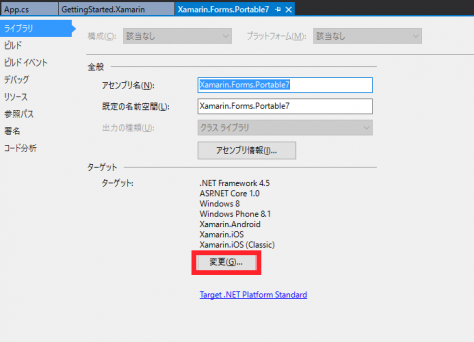 App.cs GettingStarted.Xamarin Xamarin.Forms.Portable7
ライブラリ
構成(C): 該当なし プラットフォーム(M): 該当なし
ビルド
ビルド イベント
全般
デバッグ
アセンブリ名(N): Xamarin.Forms.Portable7
リソース
既定の名前空間(L): Xamarin.Forms.Portable7
参照パス
出力の種類(U): クラス ライブラリ
署名
コード分析
アセンブリ情報(I)...
ターゲット
ターゲット: .NET Framework 4.5
ASRNET Core 1.0
Windows 8
Windows Phone 8.1
Xamarin.Android
Xamarin.iOS
Xamarin.iOS (Classic)
変更(G)...
Target .NET Platform Standard